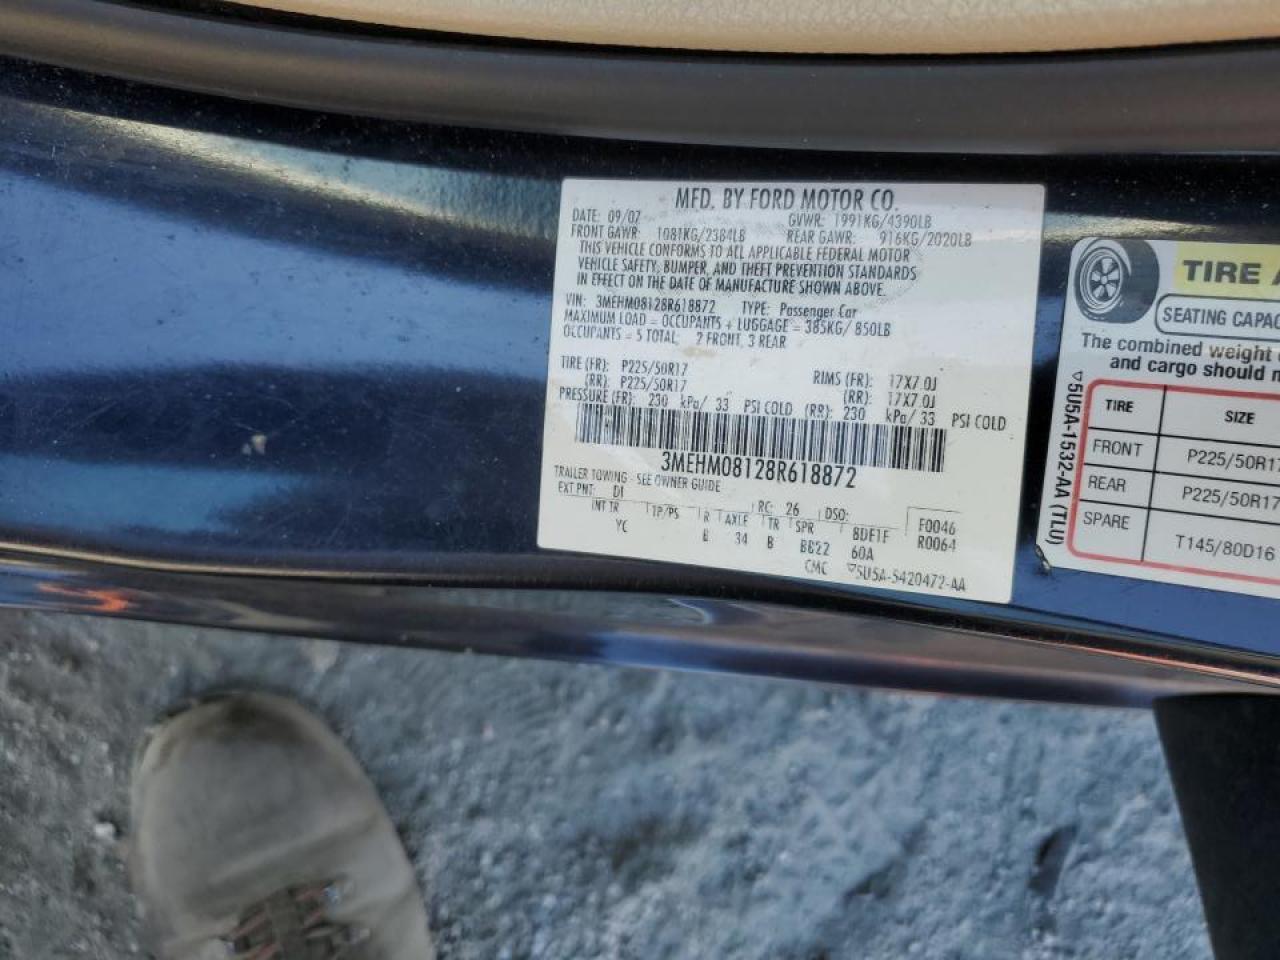 MFD. BY FORD MOTOR CO.
DATE: 09/07 GVWR: 1991KG/4390LB
FRONT GAWR: 1081KG/2384LB REAR GAWR: 916KG/2020LB
THIS VEHICLE CONFORMS TO ALL APPLICABLE FEDERAL MOTOR
VEHICLE SAFETY, BUMPER, AND THEFT PREVENTION STANDARDS
IN EFFECT ON THE DATE OF MANUFACTURE SHOWN ABOVE.
VIN: 3MEHM08128R618872 TYPE: Passenger Car
MAXIMUM LOAD = OCCUPANTS + LUGGAGE = 385KG/ 850LB
OCCUPANTS = 5 TOTAL: 2 FRONT, 3 REAR
TIRE (FR): P225/50R17 RIMS (FR): 17X7.0J
(RR): P225/50R17 (RR): 17X7.0J
PRESSURE (FR): 230 kPa/ 33 PSI COLD (RR): 230 kPa/ 33 PSI COLD
3MEHM08128R618872
TRAILER TOWING - SEE OWNER GUIDE
EXT PNT: D1 RC: 26 DSO: F0046
INT TR TP/PS R AXLE TR SPR R0064
YC B 34 B BB22 60A
CMC ▽5U5A-5420472-AA
TIRE A
SEATING CAPAC
The combined weight
and cargo should n
▽5U5A-1532-AA (TLU)
TIRE SIZE
FRONT P225/50R17
REAR P225/50R17
SPARE T145/80D16